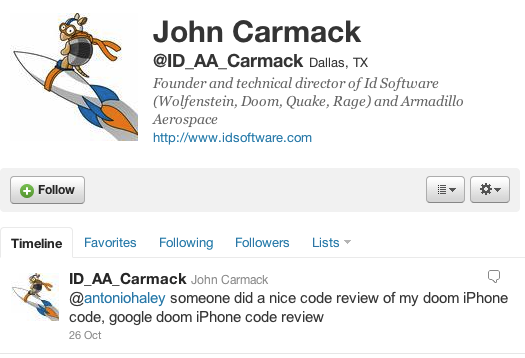 John Carmack
@ID_AA_Carmack Dallas, TX
Founder and technical director of Id Software
(Wolfenstein, Doom, Quake, Rage) and Armadillo
Aerospace
http://www.idsoftware.com
Follow
Timeline Favorites Following Followers Lists
ID_AA_Carmack John Carmack
@antoniohaley someone did a nice code review of my doom iPhone
code, google doom iPhone code review
26 Oct